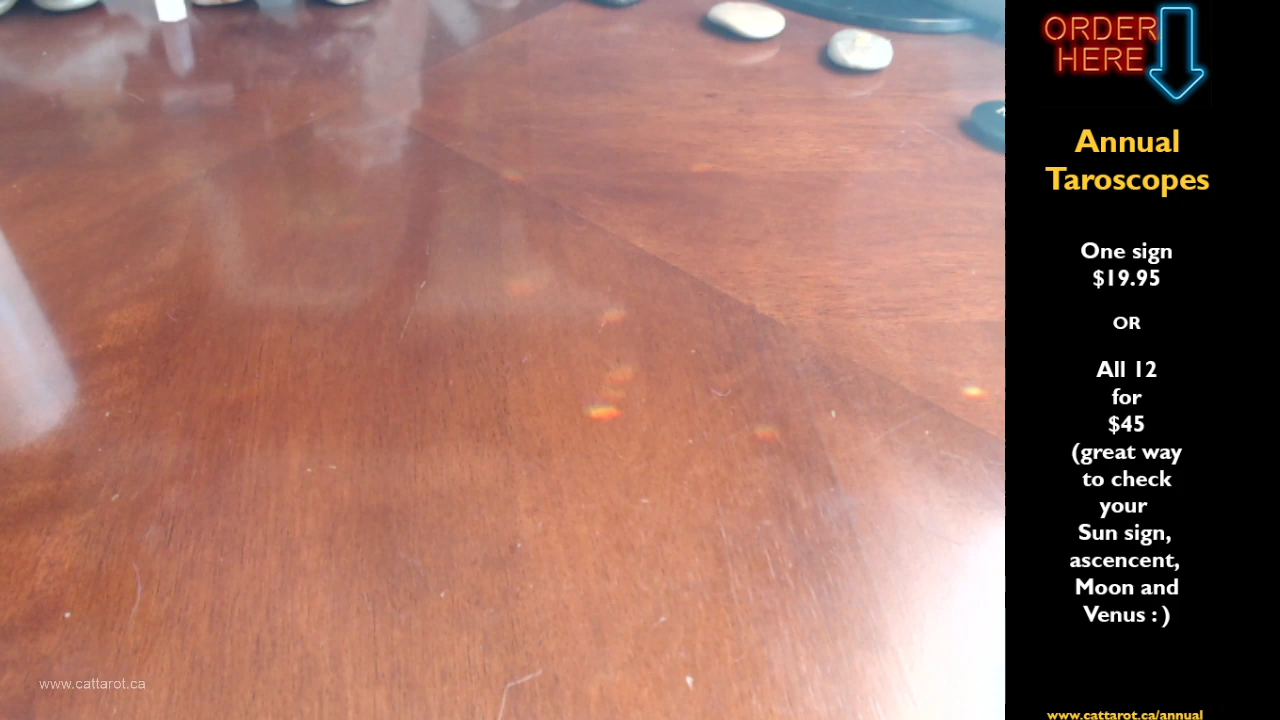 ORDER
HERE
Annual
Taroscopes
One sign
$19.95
OR
All 12
for
$45
(great way
to check
your
Sun sign,
ascencent,
Moon and
Venus : )
www.cattarot.ca
www.cattarot.ca/annual